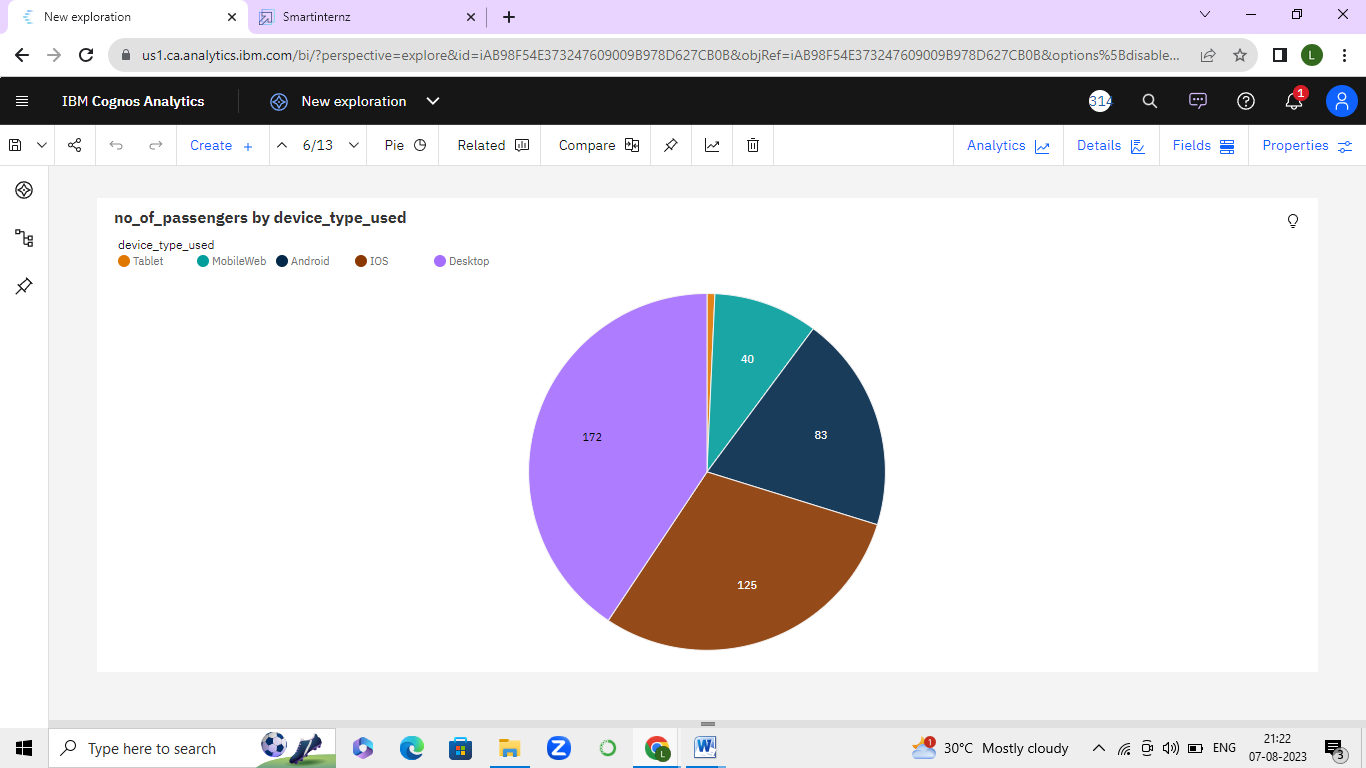 New exploration
Smartinternz
us1.ca.analytics.ibm.com/bi/?perspective=explore&id=iAB98F54E373247609009B978D627CB0B&objRef=iAB98F54E373247609009B978D627CB0B&options%5Bdisable...
L
IBM Cognos Analytics
New exploration
314
1
Create +
6/13
Pie
Related
Compare
Analytics
Details
Fields
Properties
no_of_passengers by device_type_used
device_type_used
Tablet
MobileWeb
Android
IOS
Desktop
40
83
172
125
Type here to search
L
W
1
30°C Mostly cloudy
ENG
21:22
07-08-2023
3